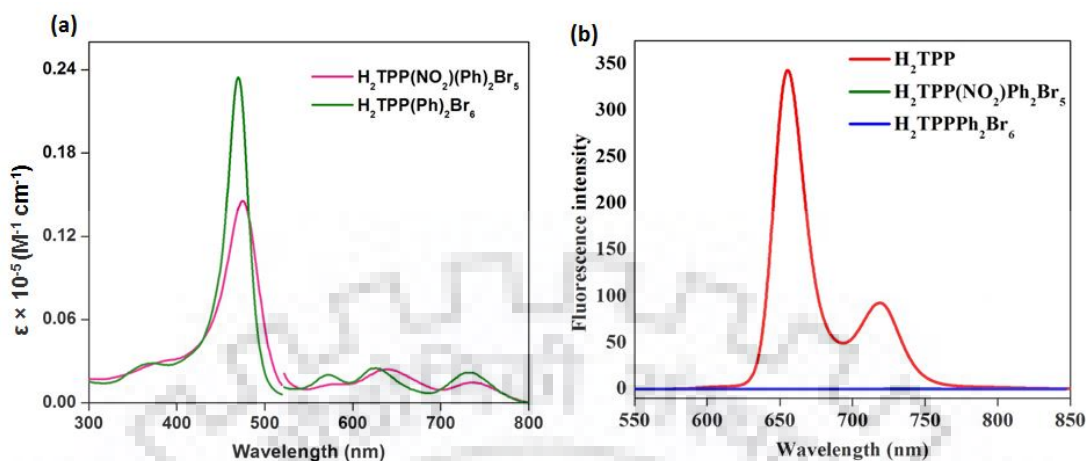 (a)
ε × 10⁻⁵ (M⁻¹ cm⁻¹)
0.24
0.18
0.12
0.06
0.00
H₂TPP(NO₂)(Ph)₂Br₅
H₂TPP(Ph)₂Br₆
300 400 500 600 700 800
Wavelength (nm)
(b)
Fluorescence intensity
350
300
250
200
150
100
50
0
H₂TPP
H₂TPP(NO₂)Ph₂Br₅
H₂TPPPh₂Br₆
550 600 650 700 750 800 850
Wavelength (nm)